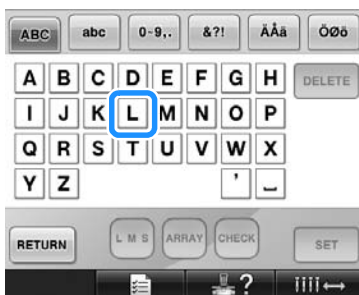 ABC abc 0-9,. &?! ÄÅä ÖØö
A B C D E F G H DELETE
I J K L M N O P
Q R S T U V W X
Y Z ' ⎵
RETURN L M S ARRAY CHECK SET
?